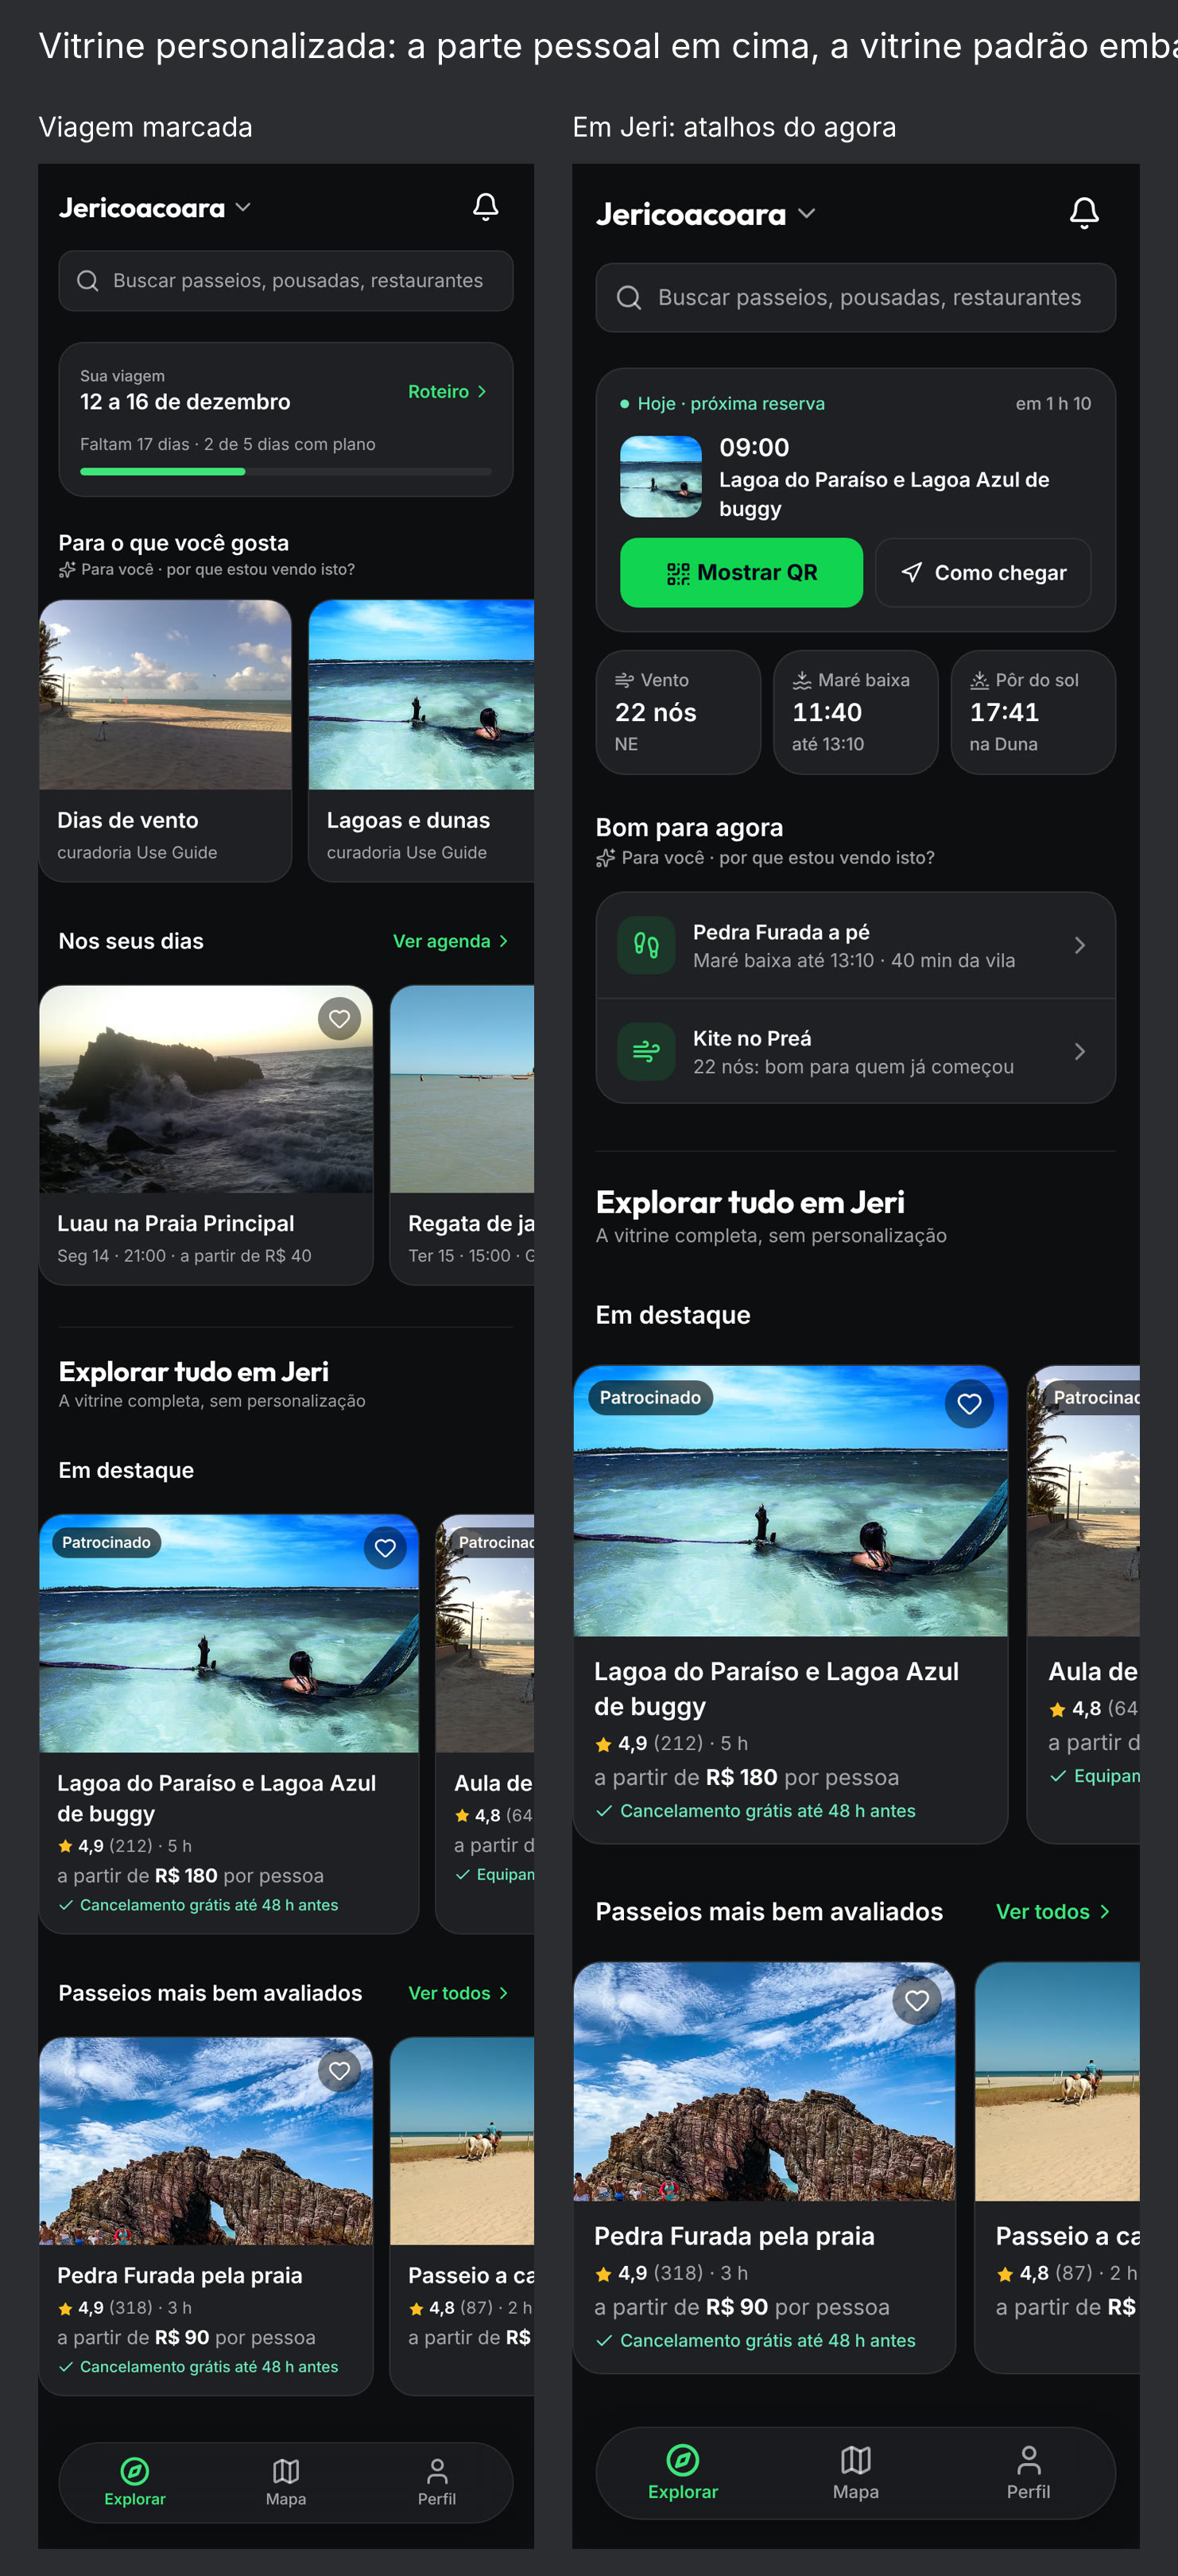 Vitrine personalizada: a parte pessoal em cima, a vitrine padrão emba
Viagem marcada
Jericoacoara
Buscar passeios, pousadas, restaurantes
Sua viagem
12 a 16 de dezembro
Roteiro
Faltam 17 dias · 2 de 5 dias com plano
Para o que você gosta
Para você · por que estou vendo isto?
Dias de vento
curadoria Use Guide
Lagoas e dunas
curadoria Use Guide
Nos seus dias
Ver agenda
Luau na Praia Principal
Seg 14 · 21:00 · a partir de R$ 40
Regata de ja
Ter 15 · 15:00 · G
Explorar tudo em Jeri
A vitrine completa, sem personalização
Em destaque
Patrocinado
Lagoa do Paraíso e Lagoa Azul
de buggy
4,9 (212) · 5 h
a partir de R$ 180 por pessoa
Cancelamento grátis até 48 h antes
Patrocinad
Aula de
4,8 (64
a partir d
Equipam
Passeios mais bem avaliados
Ver todos
Pedra Furada pela praia
4,9 (318) · 3 h
a partir de R$ 90 por pessoa
Cancelamento grátis até 48 h antes
Passeio a ca
4,8 (87) · 2 h
a partir de R$
Explorar
Mapa
Perfil
Em Jeri: atalhos do agora
Jericoacoara
Buscar passeios, pousadas, restaurantes
Hoje · próxima reserva
em 1 h 10
09:00
Lagoa do Paraíso e Lagoa Azul de
buggy
Mostrar QR
Como chegar
Vento
22 nós
NE
Maré baixa
11:40
até 13:10
Pôr do sol
17:41
na Duna
Bom para agora
Para você · por que estou vendo isto?
Pedra Furada a pé
Maré baixa até 13:10 · 40 min da vila
Kite no Preá
22 nós: bom para quem já começou
Explorar tudo em Jeri
A vitrine completa, sem personalização
Em destaque
Patrocinado
Lagoa do Paraíso e Lagoa Azul
de buggy
4,9 (212) · 5 h
a partir de R$ 180 por pessoa
Cancelamento grátis até 48 h antes
Patrocinad
Aula de
4,8 (64
a partir d
Equipam
Passeios mais bem avaliados
Ver todos
Pedra Furada pela praia
4,9 (318) · 3 h
a partir de R$ 90 por pessoa
Cancelamento grátis até 48 h antes
Passeio a ca
4,8 (87) · 2 h
a partir de R$
Explorar
Mapa
Perfil